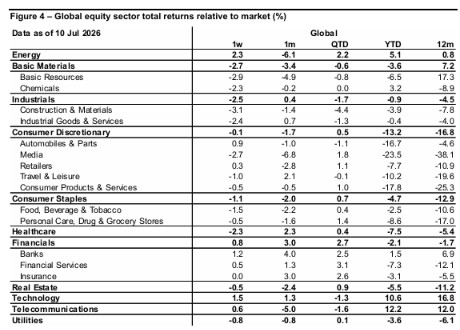 Figure 4 – Global equity sector total returns relative to market (%)
Data as of 10 Jul 2026 Global
1w 1m QTD YTD 12m
Energy 2.3 -6.1 2.2 5.1 0.8
Basic Materials -2.7 -3.4 -0.6 -3.6 7.2
Basic Resources -2.9 -4.9 -0.8 -6.5 17.3
Chemicals -2.3 -0.2 0.0 3.2 -8.9
Industrials -2.5 0.4 -1.7 -0.9 -4.5
Construction & Materials -3.1 -1.4 -4.4 -3.9 -7.8
Industrial Goods & Services -2.4 0.7 -1.3 -0.4 -4.0
Consumer Discretionary -0.1 -1.7 0.5 -13.2 -16.8
Automobiles & Parts 0.9 -1.0 -1.1 -16.7 -4.6
Media -2.7 -6.8 1.8 -23.5 -38.1
Retailers 0.3 -2.8 1.1 -7.7 -10.9
Travel & Leisure -1.0 2.1 -0.1 -10.2 -19.6
Consumer Products & Services -0.5 -0.5 1.0 -17.8 -25.3
Consumer Staples -1.1 -2.0 0.7 -4.7 -12.9
Food, Beverage & Tobacco -1.5 -2.2 0.4 -2.5 -10.6
Personal Care, Drug & Grocery Stores -0.5 -1.6 1.4 -8.6 -17.0
Healthcare -2.3 2.3 0.4 -7.5 -5.4
Financials 0.8 3.0 2.7 -2.1 -1.7
Banks 1.2 4.0 2.5 1.5 6.9
Financial Services 0.5 1.3 3.1 -7.3 -12.1
Insurance 0.0 3.0 2.6 -3.1 -5.5
Real Estate -0.5 -2.4 0.9 -5.5 -11.2
Technology 1.5 1.3 -1.3 10.6 16.8
Telecommunications 0.6 -5.0 -1.6 12.2 12.0
Utilities -0.8 -0.8 0.1 -3.6 -6.1